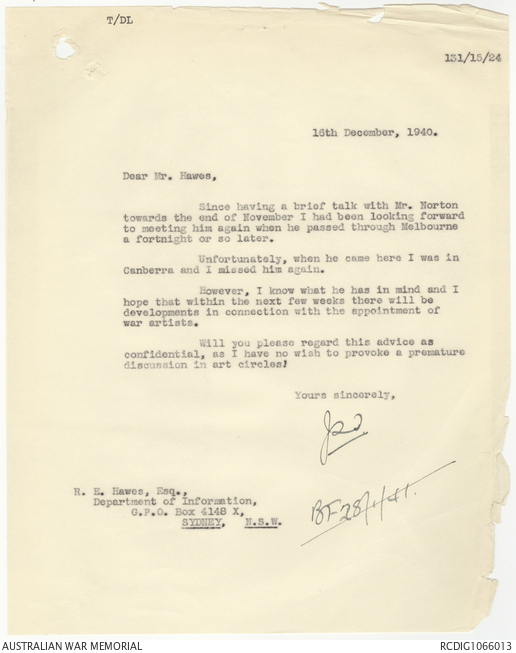 T/DL
131/15/24
16th December, 1940.
Dear Mr. Hawes,
Since having a brief talk with Mr. Norton
towards the end of November I had been looking forward
to meeting him again when he passed through Melbourne
a fortnight or so later.
Unfortunately, when he came here I was in
Canberra and I missed him again.
However, I know what he has in mind and I
hope that within the next few weeks there will be
developments in connection with the appointment of
war artists.
Will you please regard this advice as
confidential, as I have no wish to provoke a premature
discussion in art circles!
Yours sincerely,
R. E. Hawes, Esq.,
Department of Information,
G.P.O. Box 4148 X,
SYDNEY, N.S.W.
BF 28/1/41.
AUSTRALIAN WAR MEMORIAL
RCDIG1066013